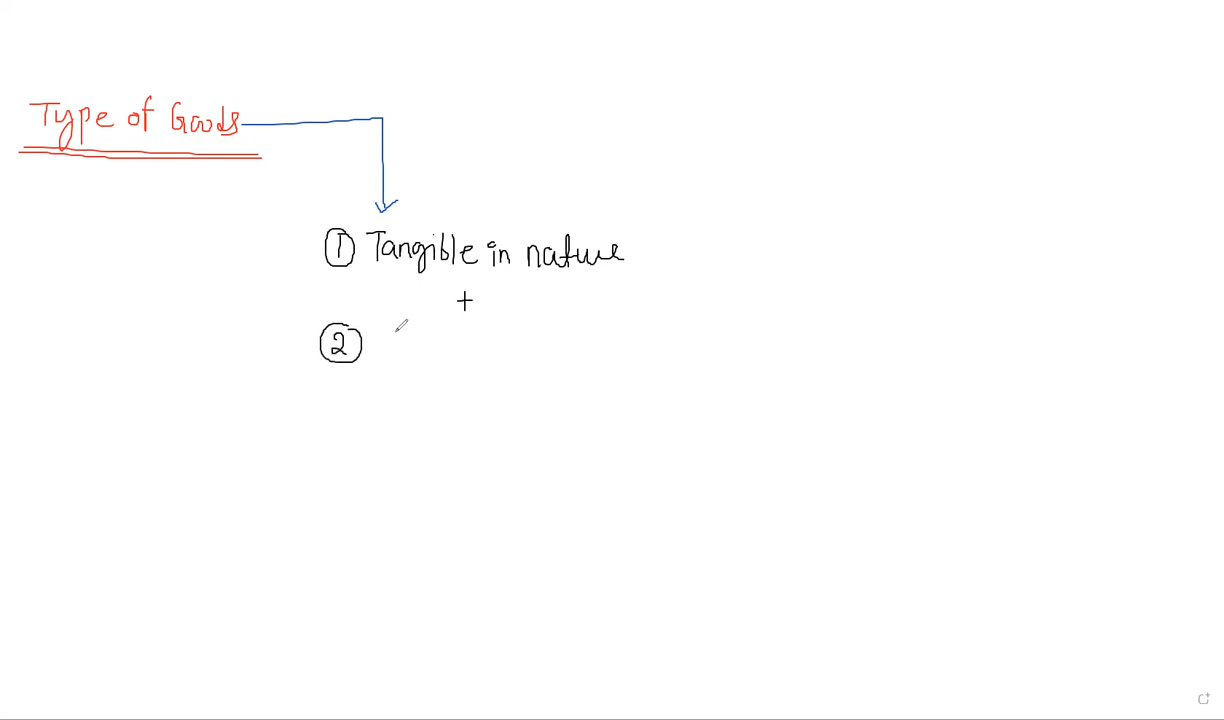 Type of Goods
① Tangible in nature
+
②